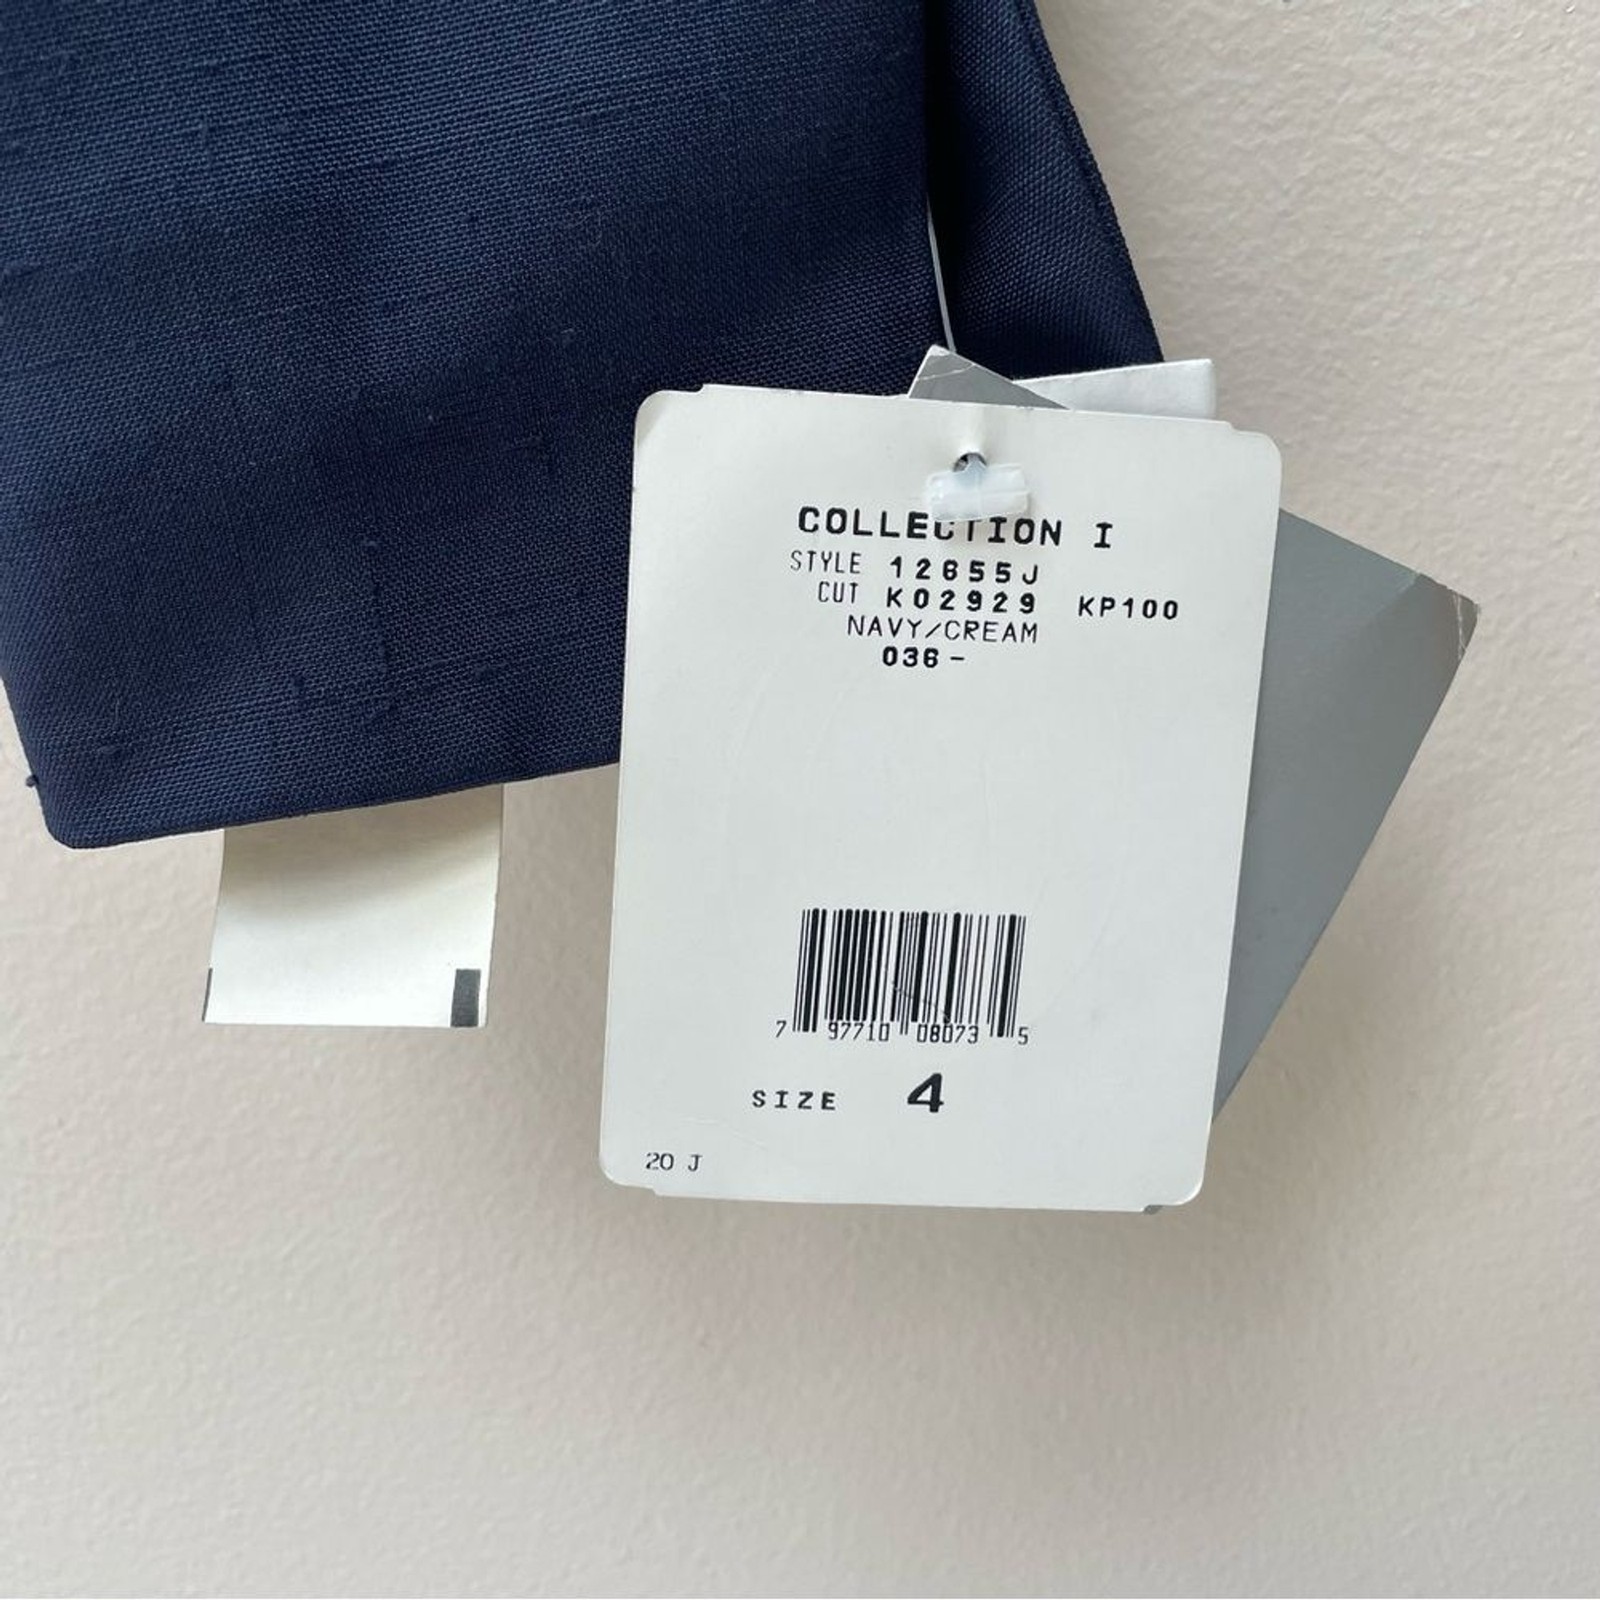 COLLECTION I
STYLE 12655J
CUT K02929 KP100
NAVY/CREAM
036-
7 97710 08073 5
SIZE 4
20 J